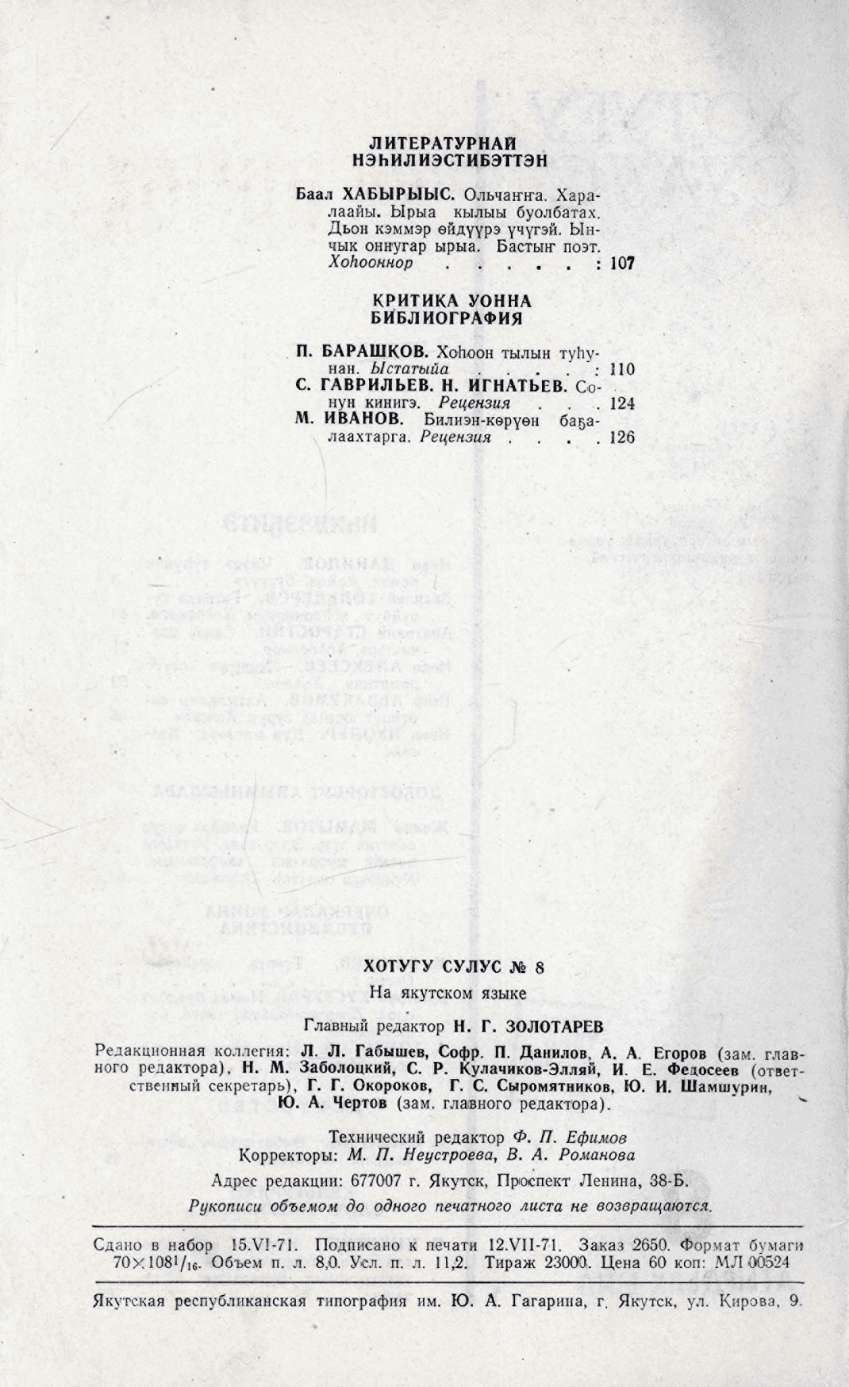 ЛИТЕРАТУРНАЙ
НЭҺИЛИЭСТИБЭТТЭН
Баал ХАБЫРЫЫС. Ольчаҥҥа. Хара-
лаайы. Ырыа кылыы буолбатах.
Дьон кэммэр өйдүүрэ үчүгэй. Ын-
чык оннугар ырыа. Бастыҥ поэт.
Хоһооннор . . . . . : 107
КРИТИКА УОННА
БИБЛИОГРАФИЯ
П. БАРАШКОВ. Хоһоон тылын туһу-
нан. Ыстатыйа . . . . : 110
С. ГАВРИЛЬЕВ. Н. ИГНАТЬЕВ. Со-
нун кинигэ. Рецензия . . . 124
М. ИВАНОВ. Билиэн-көрүөн баҕа-
лаахтарга. Рецензия . . . . 126
ХОТУГУ СУЛУС № 8
На якутском языке
Главный редактор Н. Г. ЗОЛОТАРЕВ
Редакционная коллегия: Л. Л. Габышев, Софр. П. Данилов, А. А. Егоров (зам. глав-
ного редактора), Н. М. Заболоцкий, С. Р. Кулачиков-Элляй, И. Е. Федосеев (ответ-
ственный секретарь), Г. Г. Окороков, Г. С. Сыромятников, Ю. И. Шамшурин,
Ю. А. Чертов (зам. главного редактора).
Технический редактор Ф. П. Ефимов
Корректоры: М. П. Неустроева, В. А. Романова
Адрес редакции: 677007 г. Якутск, Проспект Ленина, 38-Б.
Рукописи объемом до одного печатного листа не возвращаются.
Сдано в набор 15.VI-71. Подписано к печати 12.VII-71. Заказ 2650. Формат бумаги
70×108¹/₁₆. Объем п. л. 8,0. Усл. п. л. 11,2. Тираж 23000. Цена 60 коп: МЛ 00524
Якутская республиканская типография им. Ю. А. Гагарина, г. Якутск, ул. Кирова, 9.